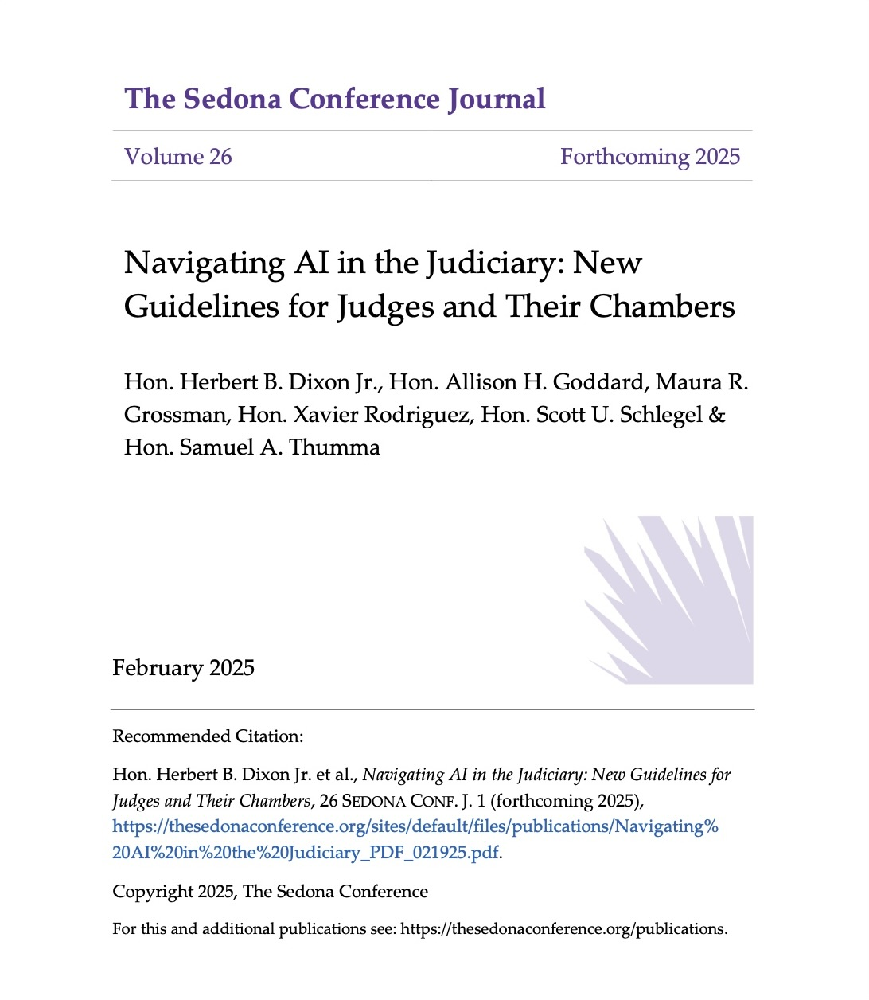 The Sedona Conference Journal
Volume 26 Forthcoming 2025
Navigating AI in the Judiciary: New
Guidelines for Judges and Their Chambers
Hon. Herbert B. Dixon Jr., Hon. Allison H. Goddard, Maura R.
Grossman, Hon. Xavier Rodriguez, Hon. Scott U. Schlegel &
Hon. Samuel A. Thumma
February 2025
Recommended Citation:
Hon. Herbert B. Dixon Jr. et al., Navigating AI in the Judiciary: New Guidelines for
Judges and Their Chambers, 26 SEDONA CONF. J. 1 (forthcoming 2025),
https://thesedonaconference.org/sites/default/files/publications/Navigating%
20AI%20in%20the%20Judiciary_PDF_021925.pdf.
Copyright 2025, The Sedona Conference
For this and additional publications see: https://thesedonaconference.org/publications.